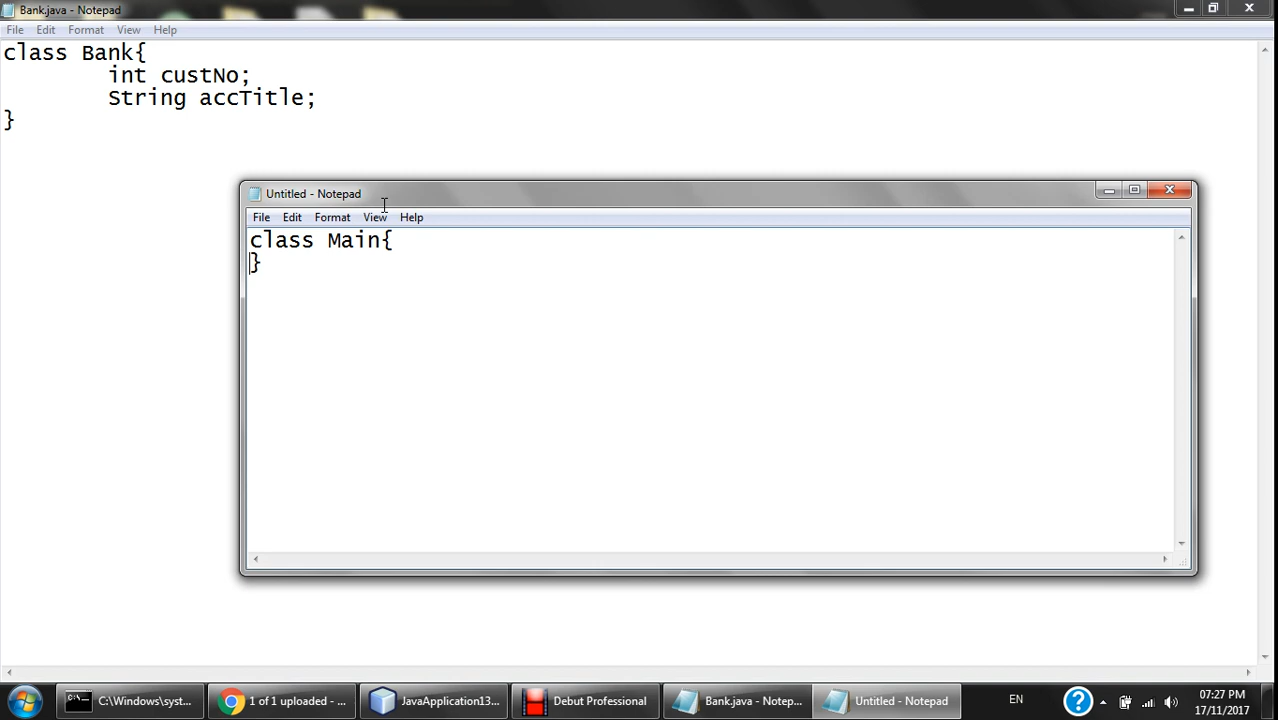 Bank.java - Notepad
File Edit Format View Help
class Bank{
int custNo;
String accTitle;
}
Untitled - Notepad
File Edit Format View Help
class Main{
}
C:\Windows\syst... 1 of 1 uploaded - ... JavaApplication13... Debut Professional Bank.java - Notep... Untitled - Notepad EN ? 07:27 PM
17/11/2017